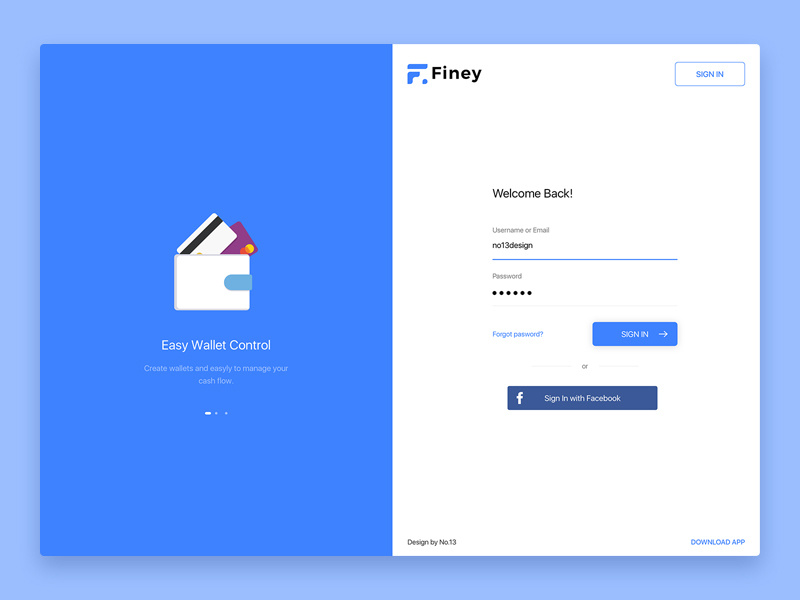 Finey
SIGN IN
Welcome Back!
Username or Email
no13design
Password
••••••
Forgot pasword?
SIGN IN
or
Sign In with Facebook
Easy Wallet Control
Create wallets and easyly to manage your
cash flow.
Design by No.13
DOWNLOAD APP